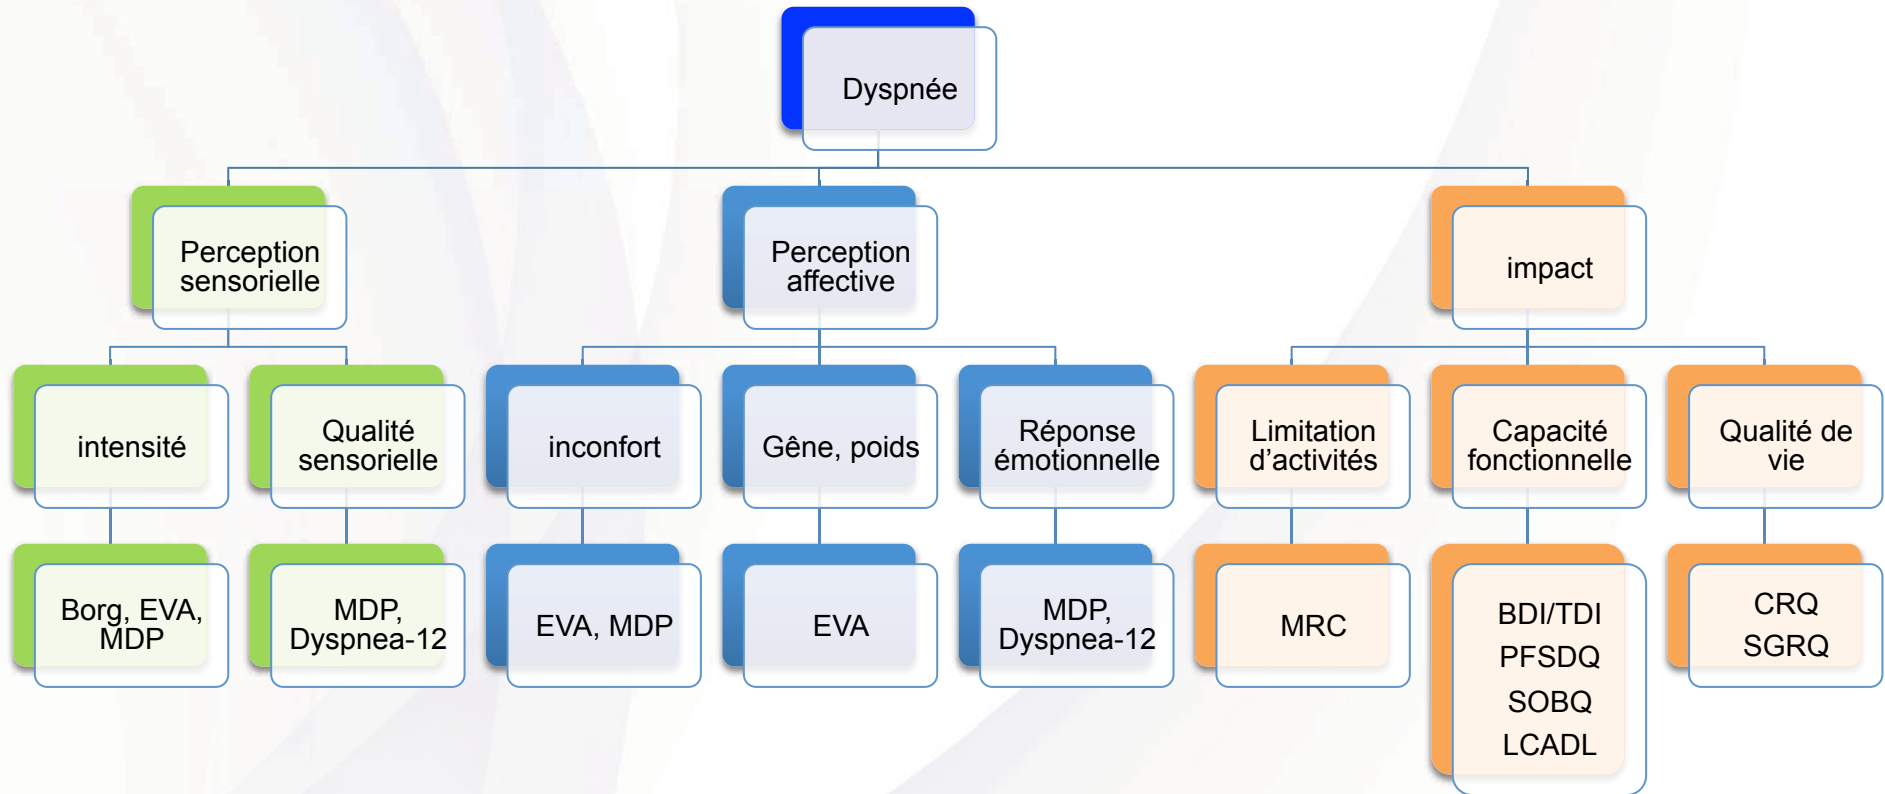 Dyspnée
Perception
sensorielle
Perception
affective
impact
intensité
Qualité
sensorielle
inconfort
Gêne, poids
Réponse
émotionnelle
Limitation
d’activités
Capacité
fonctionnelle
Qualité de
vie
Borg, EVA,
MDP
MDP,
Dyspnea-12
EVA, MDP
EVA
MDP,
Dyspnea-12
MRC
BDI/TDI
PFSDQ
SOBQ
LCADL
CRQ
SGRQ